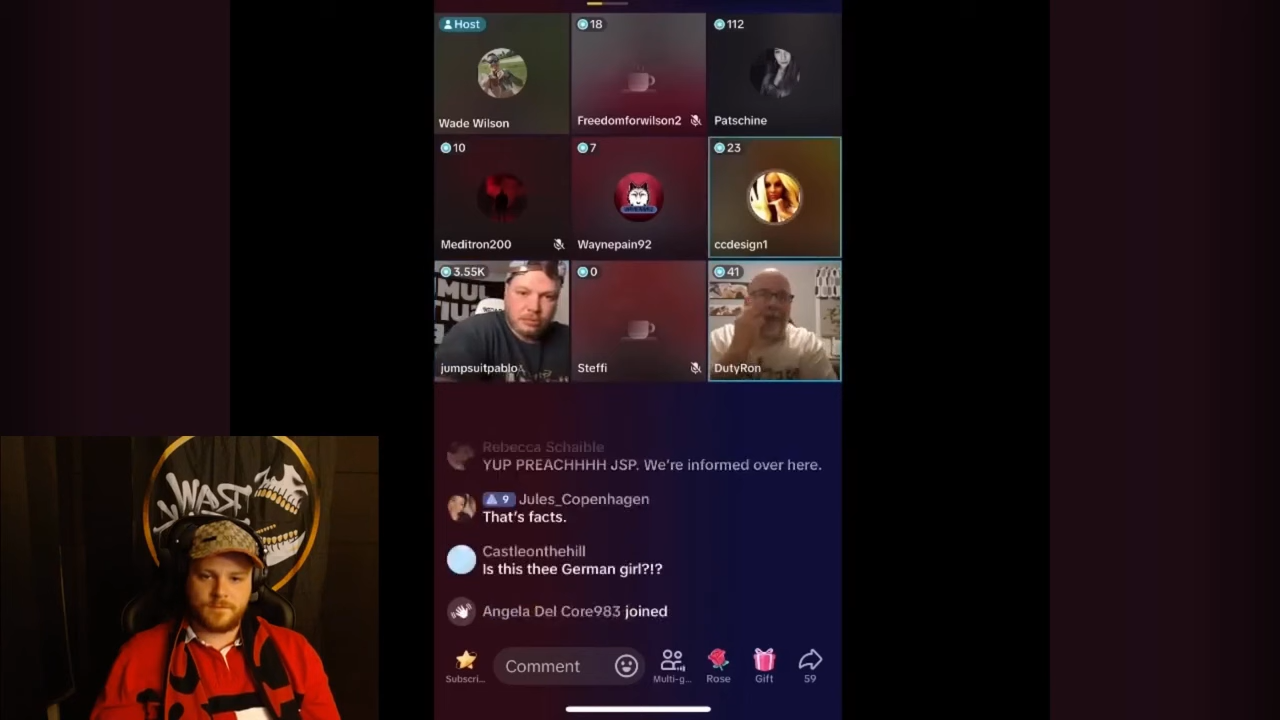 Host
18
112
Wade Wilson
Freedomforwilson2
Patschine
10
7
23
Meditron200
Waynepain92
ccdesign1
3.55K
0
41
jumpsuitpablo
Steffi
DutyRon
Rebecca Schaible
YUP PREACHHHH JSP. We're informed over here.
9 Jules_Copenhagen
That's facts.
Castleonthehill
Is this thee German girl?!?
Angela Del Core983 joined
Comment
Subscri...
Multi-g...
Rose
Gift
59